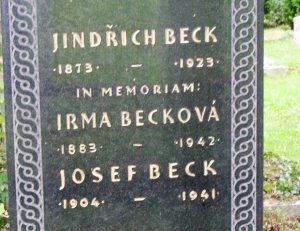 JINDŘICH BECK
·1873· – ·1923·
IN MEMORIAM:
IRMA BECKOVÁ
·1883· – ·1942·
JOSEF BECK
·1904· – ·1941·